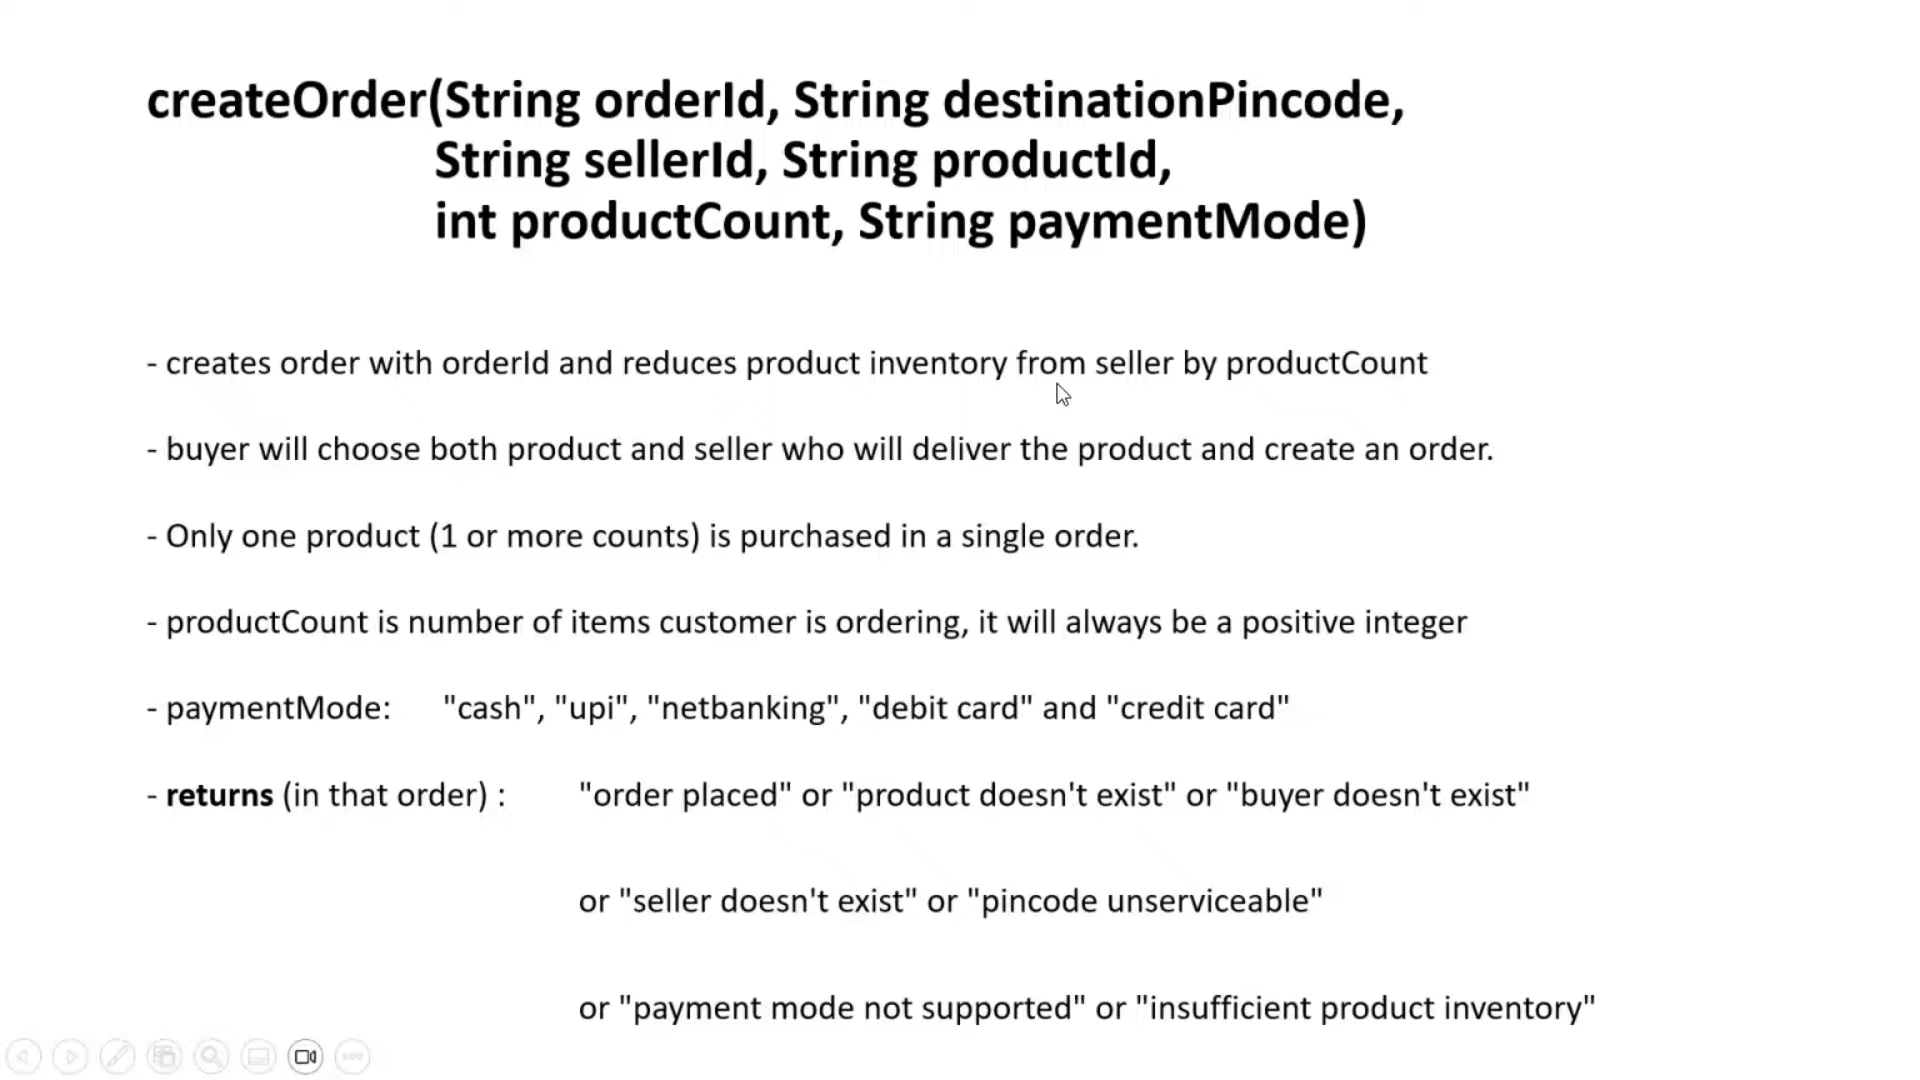 createOrder(String orderId, String destinationPincode,
String sellerId, String productId,
int productCount, String paymentMode)
- creates order with orderId and reduces product inventory from seller by productCount
- buyer will choose both product and seller who will deliver the product and create an order.
- Only one product (1 or more counts) is purchased in a single order.
- productCount is number of items customer is ordering, it will always be a positive integer
- paymentMode: "cash", "upi", "netbanking", "debit card" and "credit card"
- returns (in that order) : "order placed" or "product doesn't exist" or "buyer doesn't exist"
or "seller doesn't exist" or "pincode unserviceable"
or "payment mode not supported" or "insufficient product inventory"